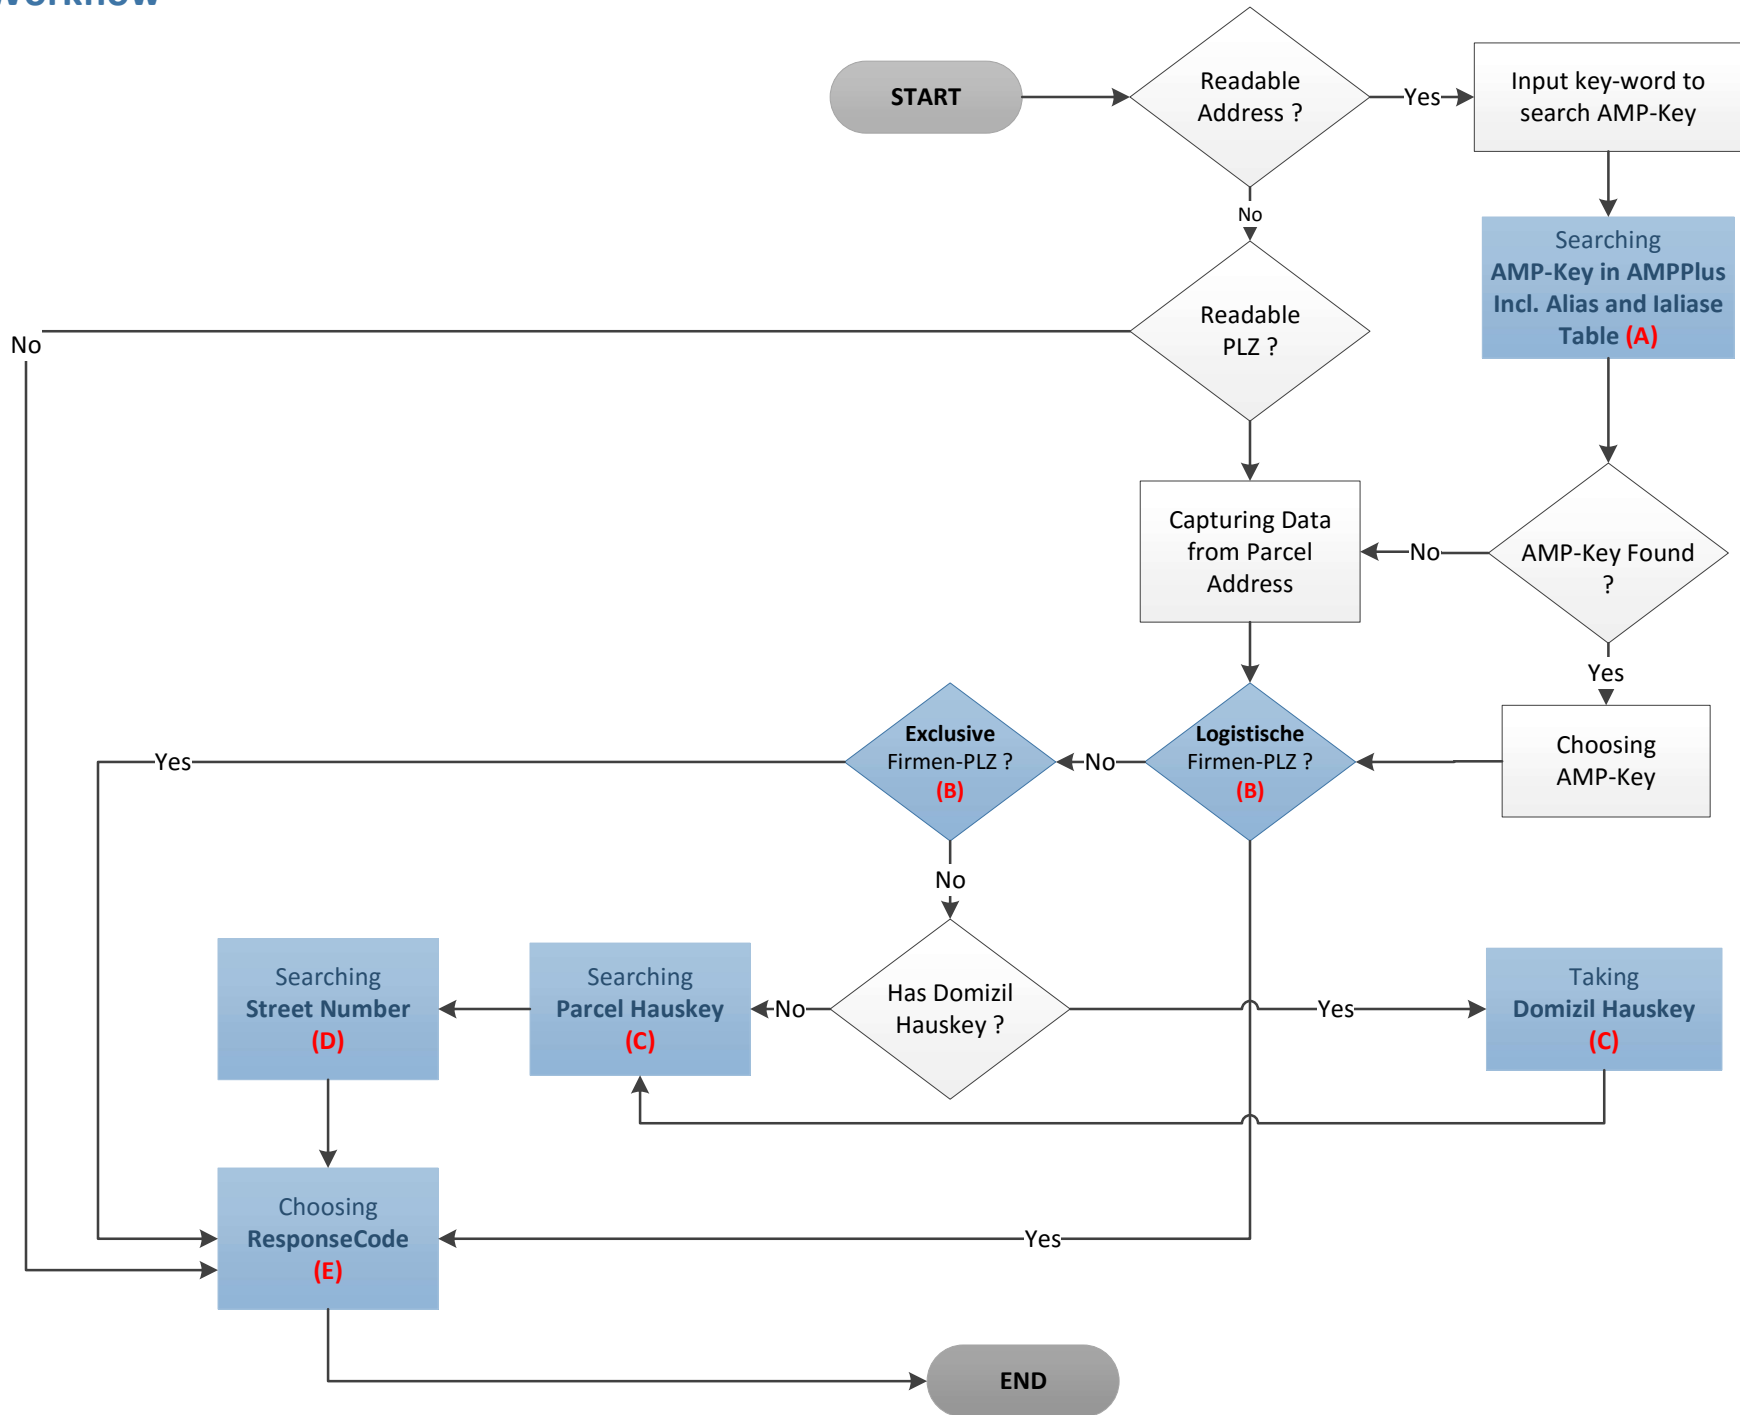 Workflow
START
Readable
Address ?
Yes
Input key-word to
search AMP-Key
No
Searching
AMP-Key in AMPPlus
Incl. Alias and Ialiase
Table (A)
Readable
PLZ ?
No
Capturing Data
from Parcel
Address
No
AMP-Key Found
?
Yes
Exclusive
Firmen-PLZ ?
(B)
No
Logistische
Firmen-PLZ ?
(B)
Choosing
AMP-Key
Yes
No
Searching
Street Number
(D)
Searching
Parcel Hauskey
(C)
No
Has Domizil
Hauskey ?
Yes
Taking
Domizil Hauskey
(C)
Choosing
ResponseCode
(E)
Yes
END